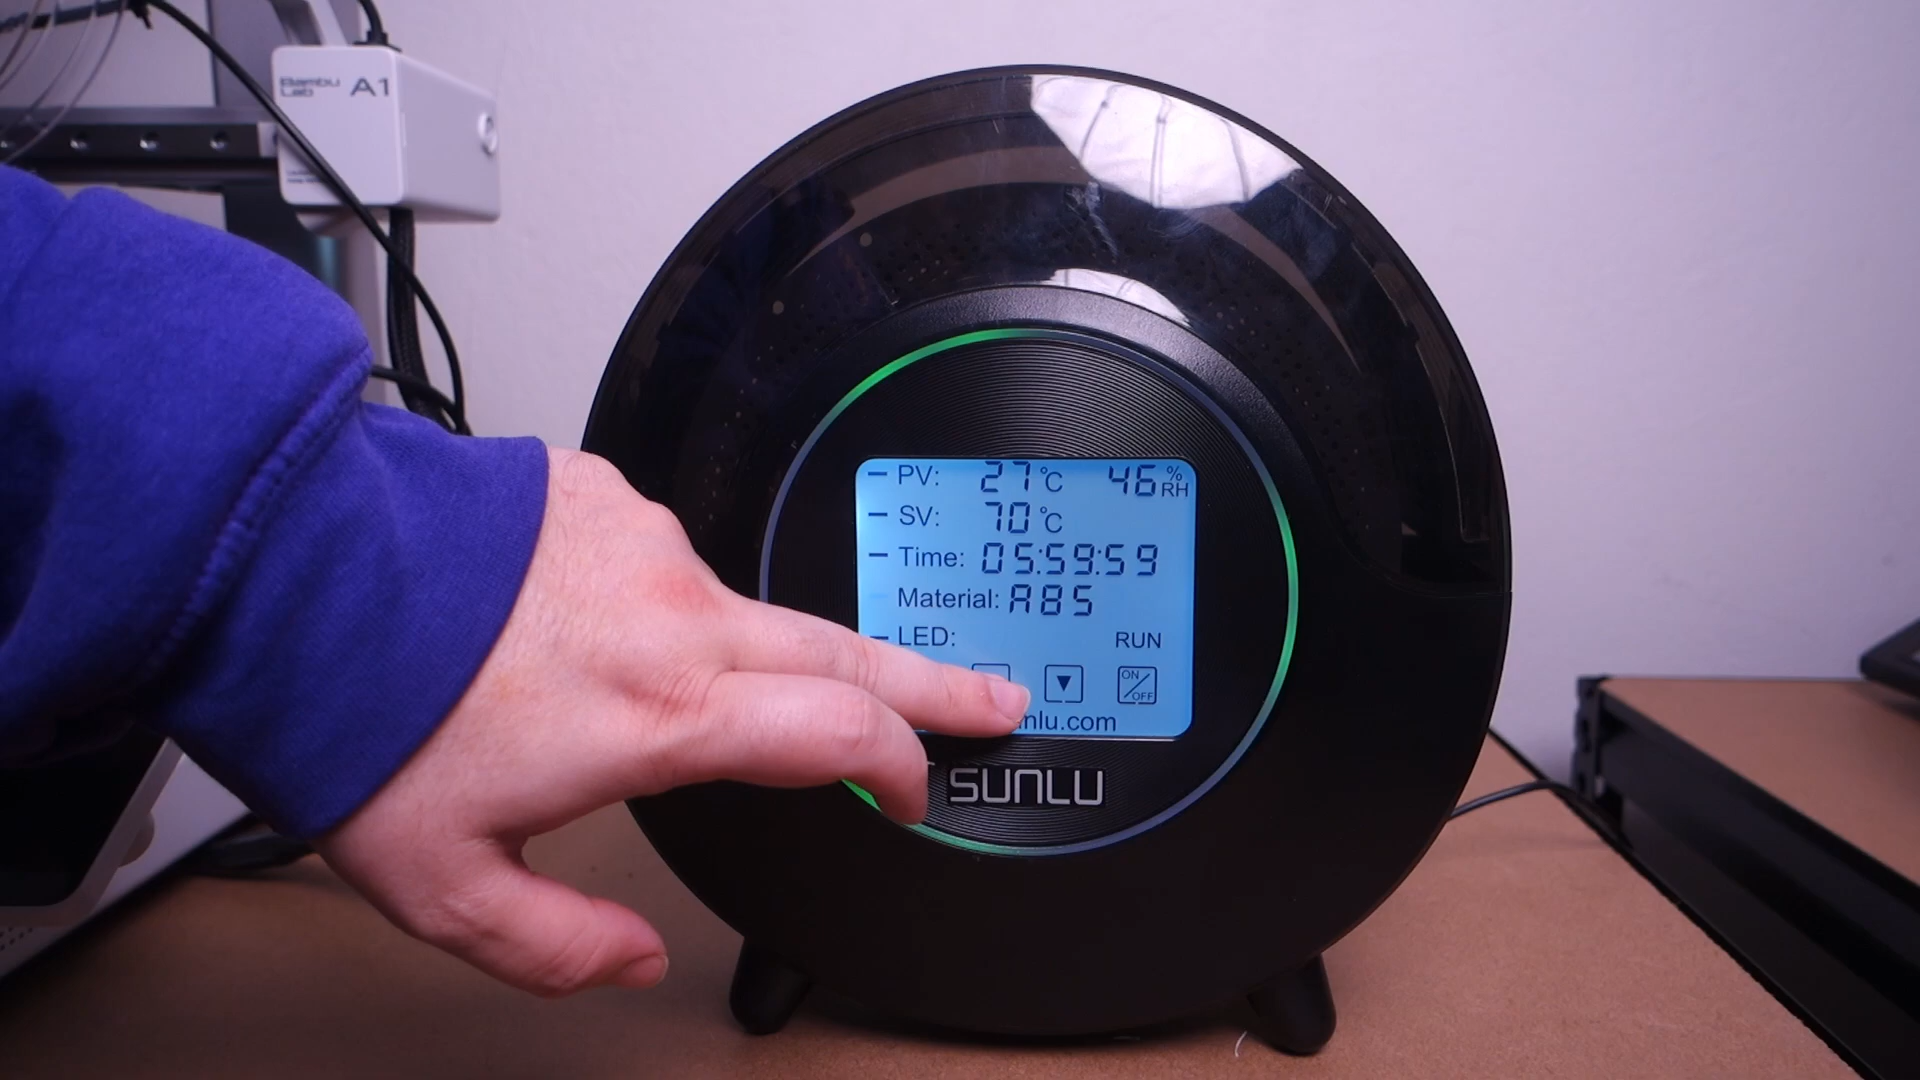 Bambu
Lab A1
PV: 27 °C 46 %RH
SV: 70 °C
Time: 05:59:59
Material: ABS
LED: RUN
ON/OFF
nlu.com
SUNLU